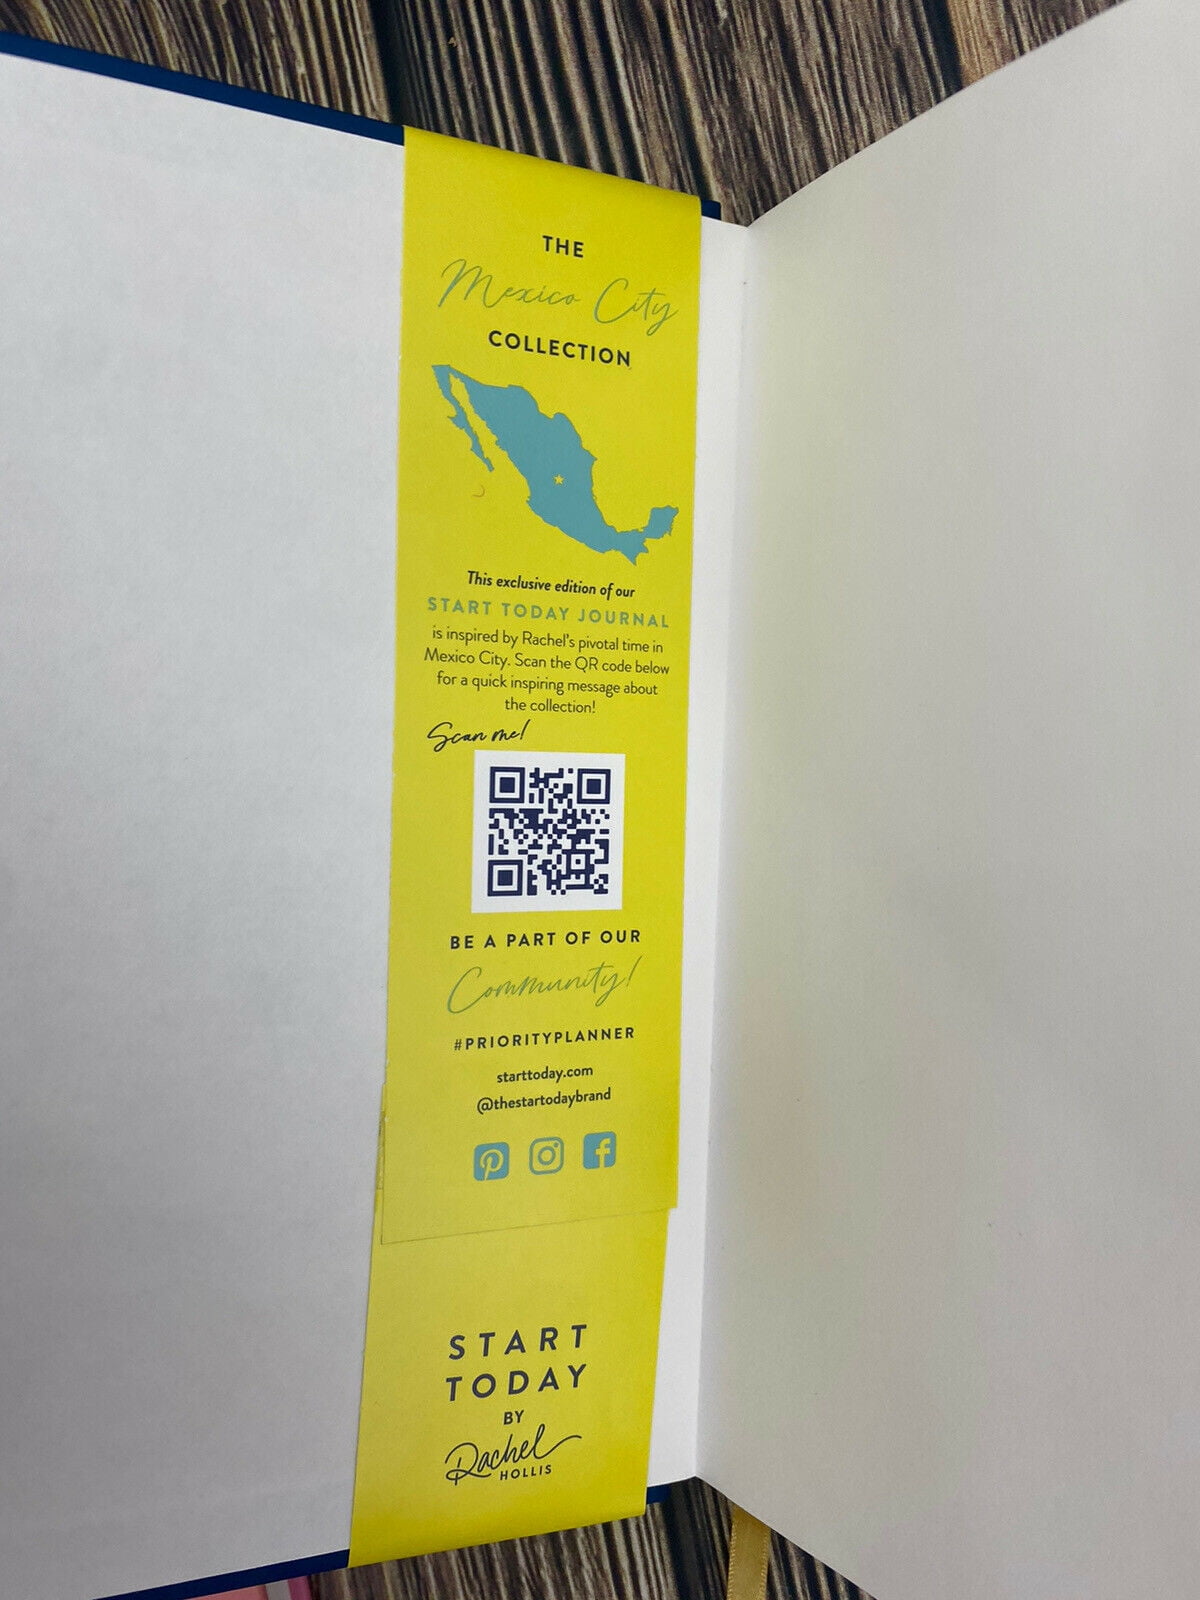 THE
Mexico City
COLLECTION
This exclusive edition of our
START TODAY JOURNAL
is inspired by Rachel's pivotal time in
Mexico City. Scan the QR code below
for a quick inspiring message about
the collection!
Scan me!
BE A PART OF OUR
Community!
#PRIORITYPLANNER
starttoday.com
@thestartodaybrand
START
TODAY
BY
Rachel
HOLLIS